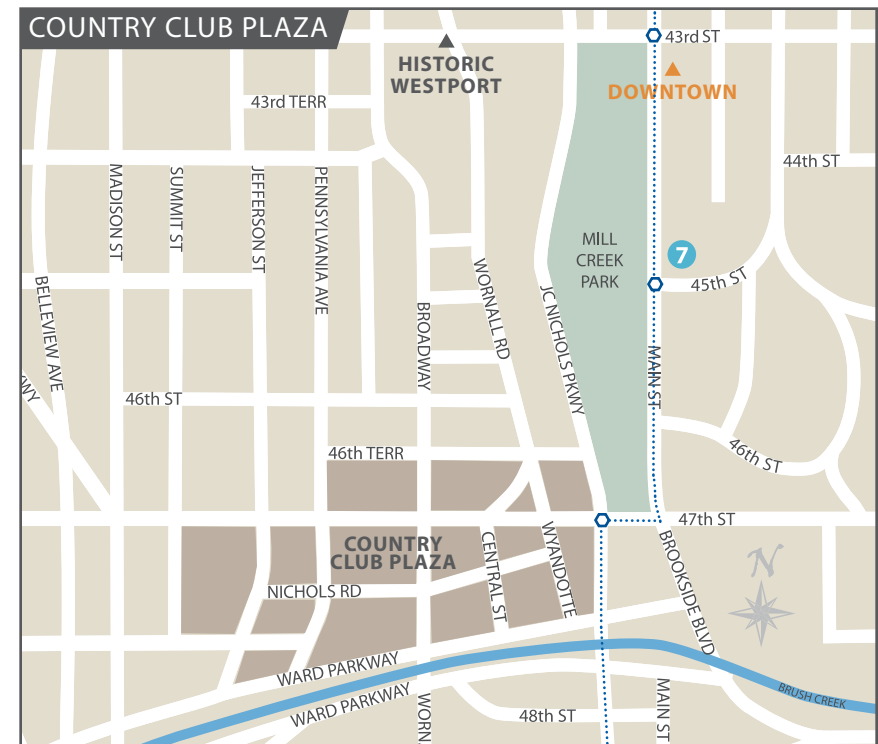 COUNTRY CLUB PLAZA
43rd ST
HISTORIC
WESTPORT
DOWNTOWN
43rd TERR
44th ST
MADISON ST
SUMMIT ST
JEFFERSON ST
PENNSYLVANIA AVE
MILL
CREEK
PARK
7
45th ST
BELLEVIEW AVE
BROADWAY
WORNALL RD
JC NICHOLS PKWY
MAIN ST
WY
46th ST
46th ST
46th TERR
47th ST
COUNTRY
CLUB PLAZA
CENTRAL ST
WYANDOTTE
BROOKSIDE BLVD
N
NICHOLS RD
WARD PARKWAY
WARD PARKWAY
WORN
48th ST
MAIN ST
BRUSH CREEK